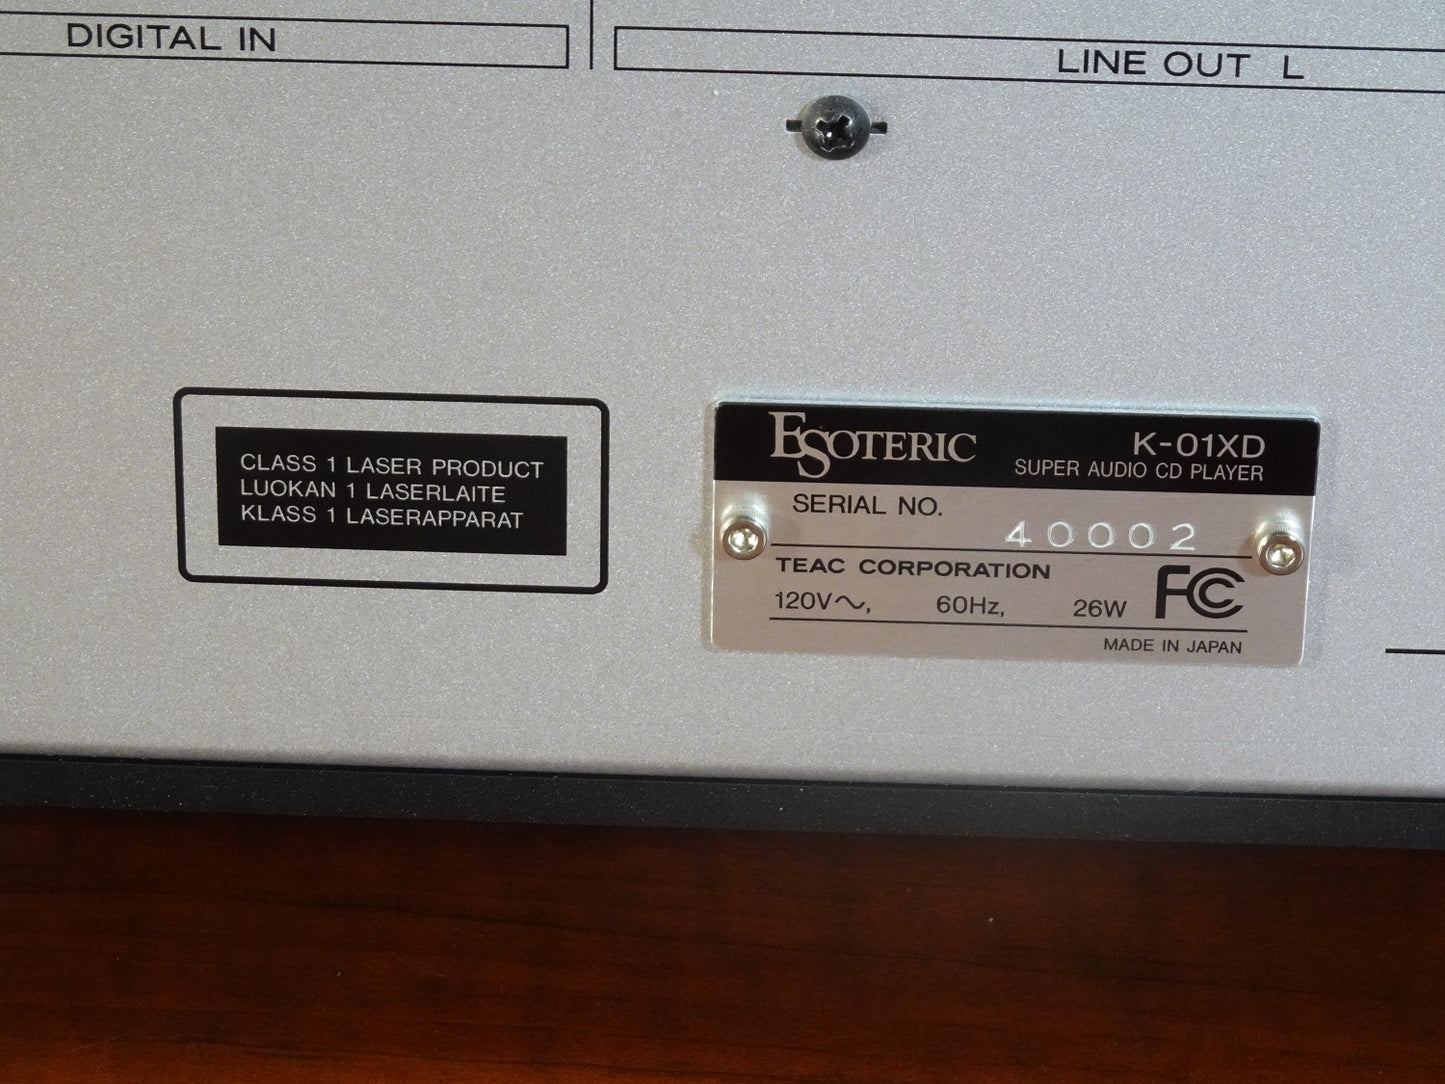 DIGITAL IN
LINE OUT L
CLASS 1 LASER PRODUCT
LUOKAN 1 LASERLAITE
KLASS 1 LASERAPPARAT
ESOTERIC
K-01XD
SUPER AUDIO CD PLAYER
SERIAL NO.
40002
TEAC CORPORATION
120V～, 60Hz, 26W FC
MADE IN JAPAN